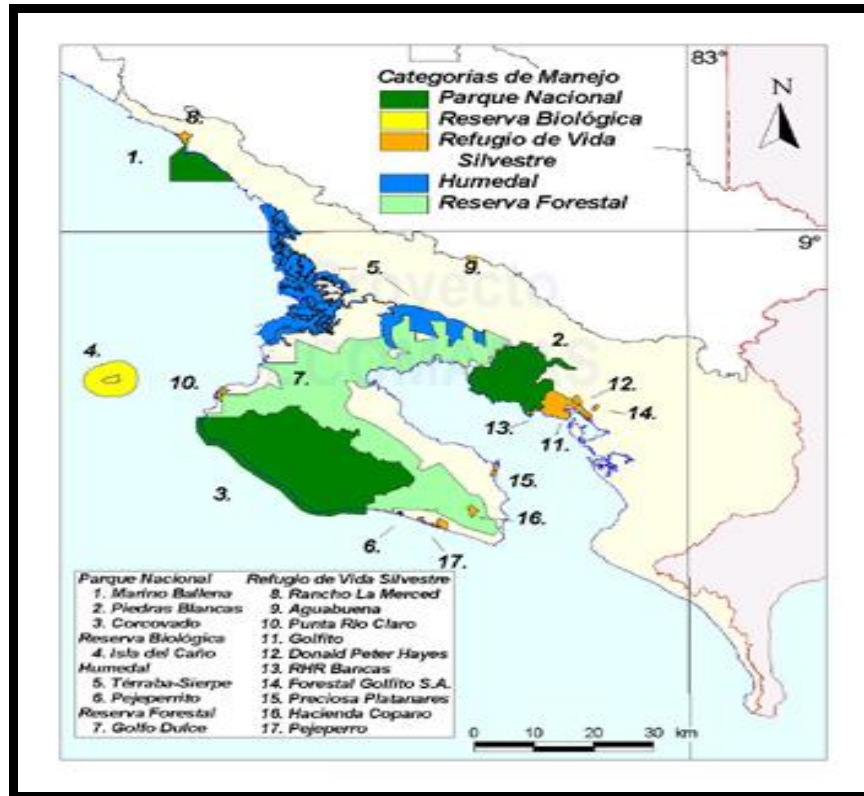 83°
Categorías de Manejo
Parque Nacional
Reserva Biológica
Refugio de Vida
Silvestre
Humedal
Reserva Forestal
N
8.
1.
9°
5.
9.
Proyecto
4.
2.
10.
7.
12.
14.
13.
11.
3.
15.
16.
6.
17.
Parque Nacional
1. Marino Ballena
2. Piedras Blancas
3. Corcovado
Reserva Biológica
4. Isla del Caño
Humedal
5. Térraba-Sierpe
6. Pejeperrito
Reserva Forestal
7. Golfo Dulce
Refugio de Vida Silvestre
8. Rancho La Merced
9. Aguabuena
10. Punta Río Claro
11. Golfito
12. Donald Peter Hayes
13. RHR Bancas
14. Forestal Golfito S.A.
15. Preciosa Platanares
16. Hacienda Copano
17. Pejeperro
0 10 20 30 km